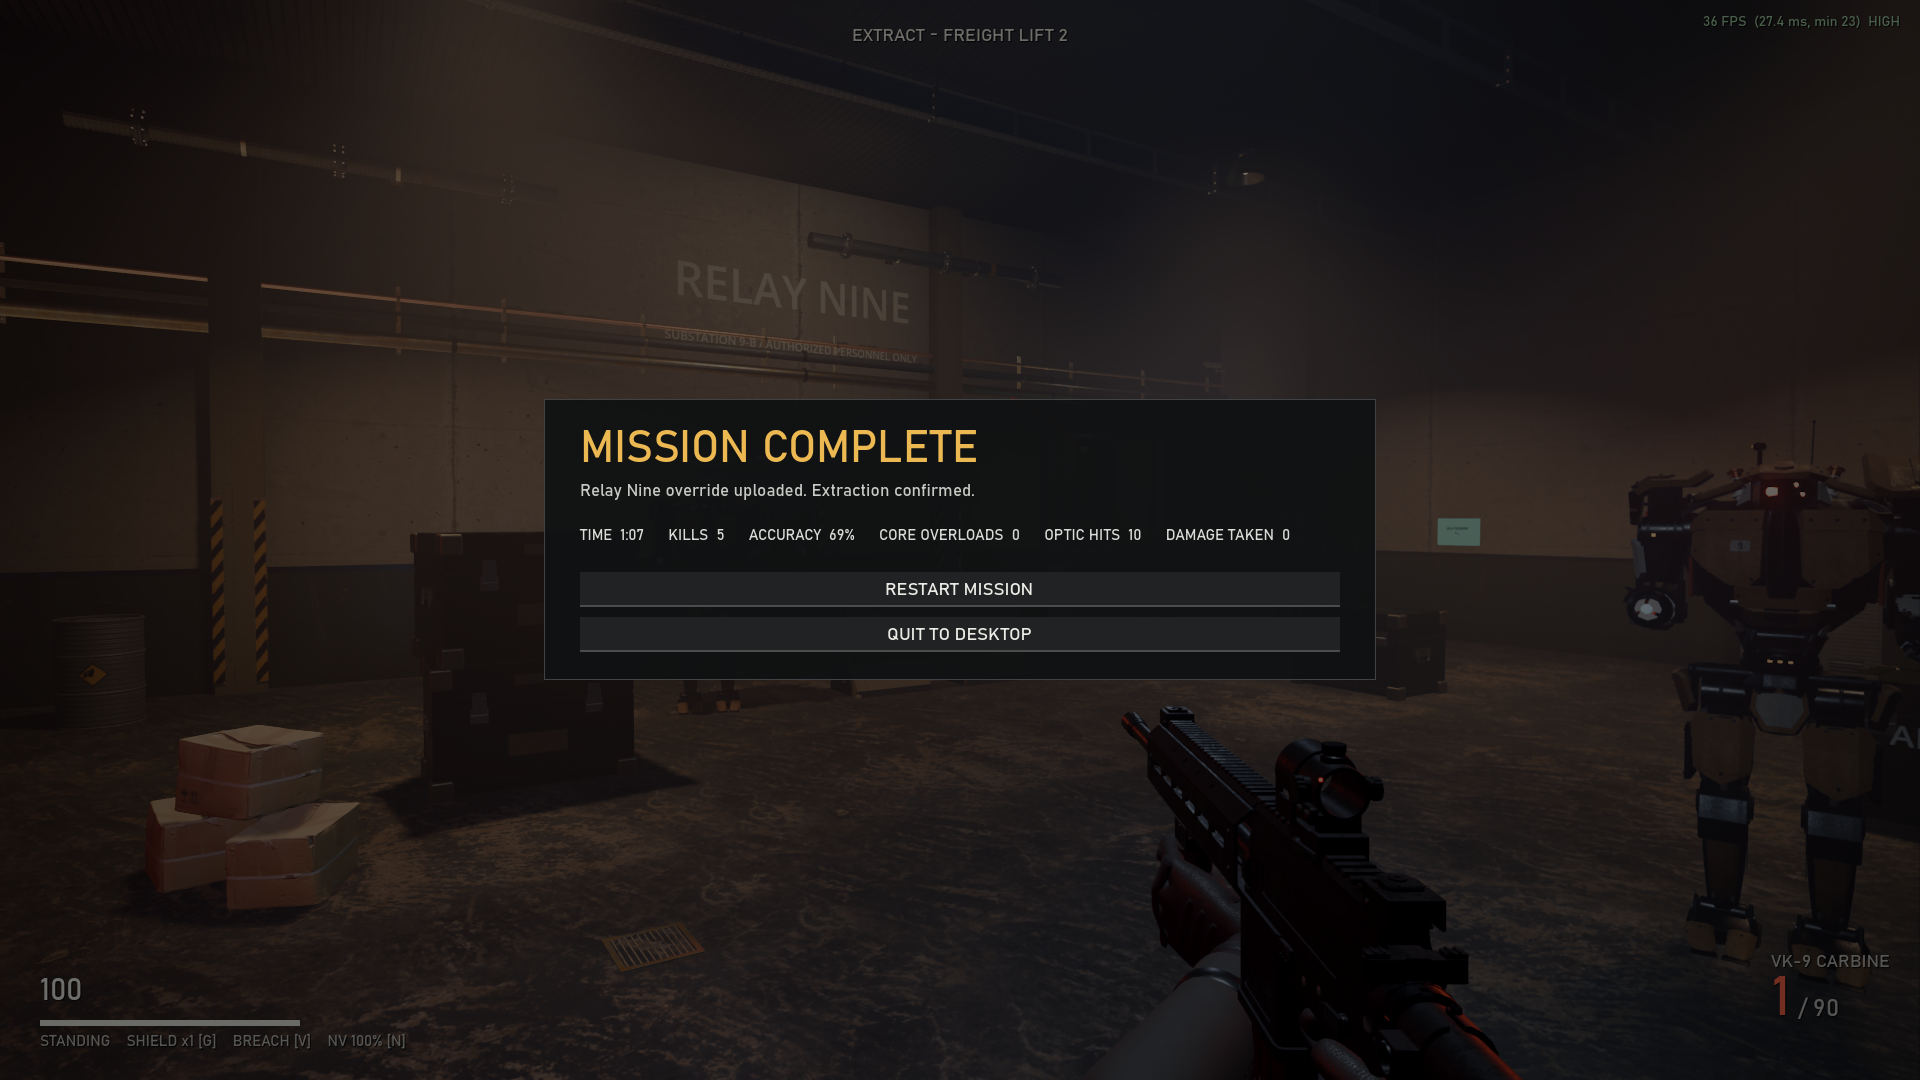 36 FPS (27.4 ms, min 23) HIGH
EXTRACT - FREIGHT LIFT 2
RELAY NINE
SUBSTATION 9-B / AUTHORIZED PERSONNEL ONLY
MISSION COMPLETE
Relay Nine override uploaded. Extraction confirmed.
TIME 1:07 KILLS 5 ACCURACY 69% CORE OVERLOADS 0 OPTIC HITS 10 DAMAGE TAKEN 0
RESTART MISSION
QUIT TO DESKTOP
100
STANDING SHIELD x1 [G] BREACH [V] NV 100% [N]
VK-9 CARBINE
1 / 90